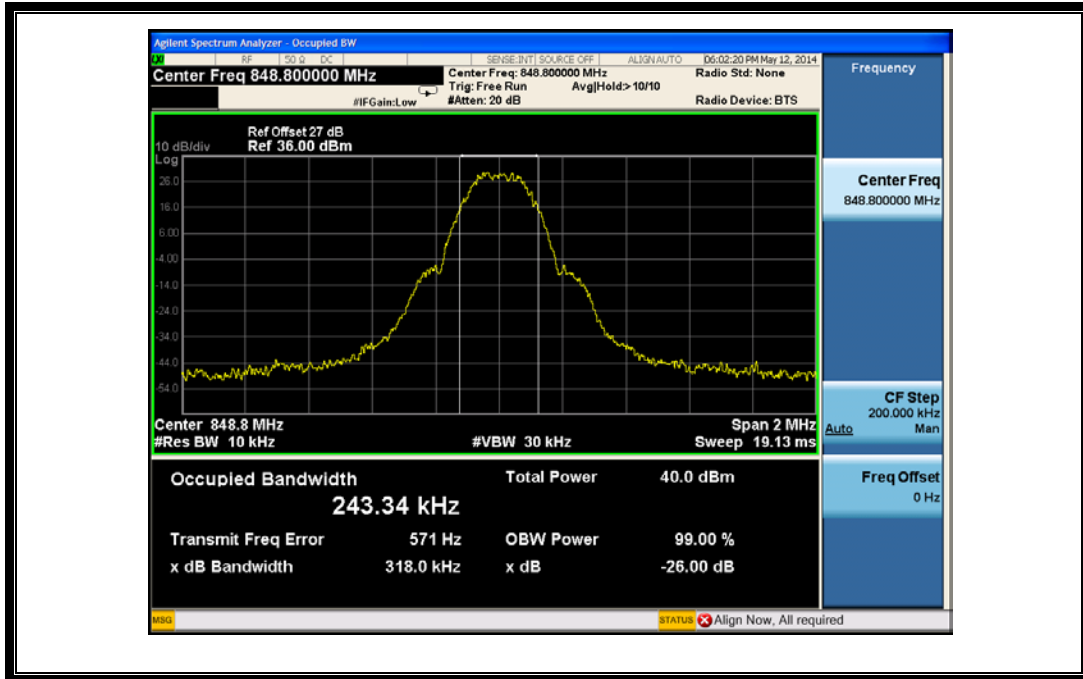 Agilent Spectrum Analyzer - Occupied BW
RF 50 Ω DC SENSE:INT SOURCE OFF ALIGN AUTO 06:02:20 PM May 12, 2014
Center Freq 848.800000 MHz
Center Freq: 848.800000 MHz
Radio Std: None
Trig: Free Run Avg|Hold:> 10/10
#IFGain:Low #Atten: 20 dB Radio Device: BTS
Ref Offset 27 dB
10 dB/div Ref 36.00 dBm
Log
26.0
16.0
6.00
-4.00
-14.0
-24.0
-34.0
-44.0
-54.0
Center 848.8 MHz Span 2 MHz
#Res BW 10 kHz #VBW 30 kHz Sweep 19.13 ms
Occupied Bandwidth Total Power 40.0 dBm
243.34 kHz
Transmit Freq Error 571 Hz OBW Power 99.00 %
x dB Bandwidth 318.0 kHz x dB -26.00 dB
Frequency
Center Freq
848.800000 MHz
CF Step
200.000 kHz
Auto Man
Freq Offset
0 Hz
MSG STATUS Align Now, All required